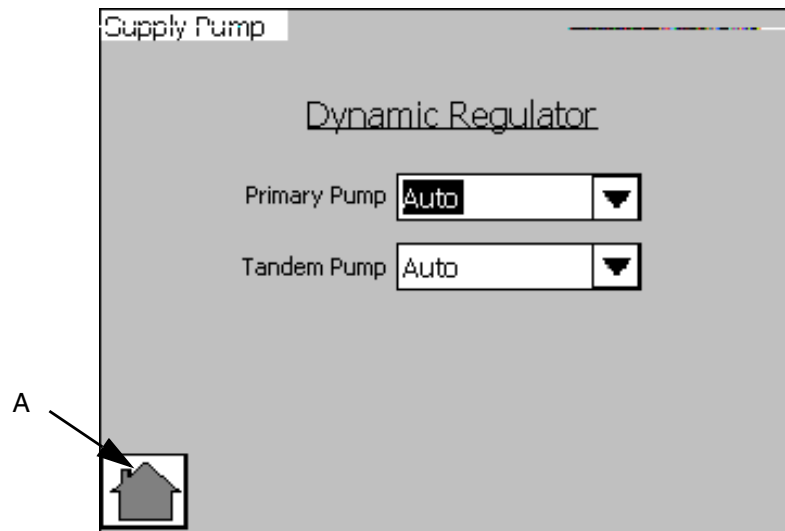 Supply Pump
Dynamic Regulator
Primary Pump Auto
Tandem Pump Auto
A